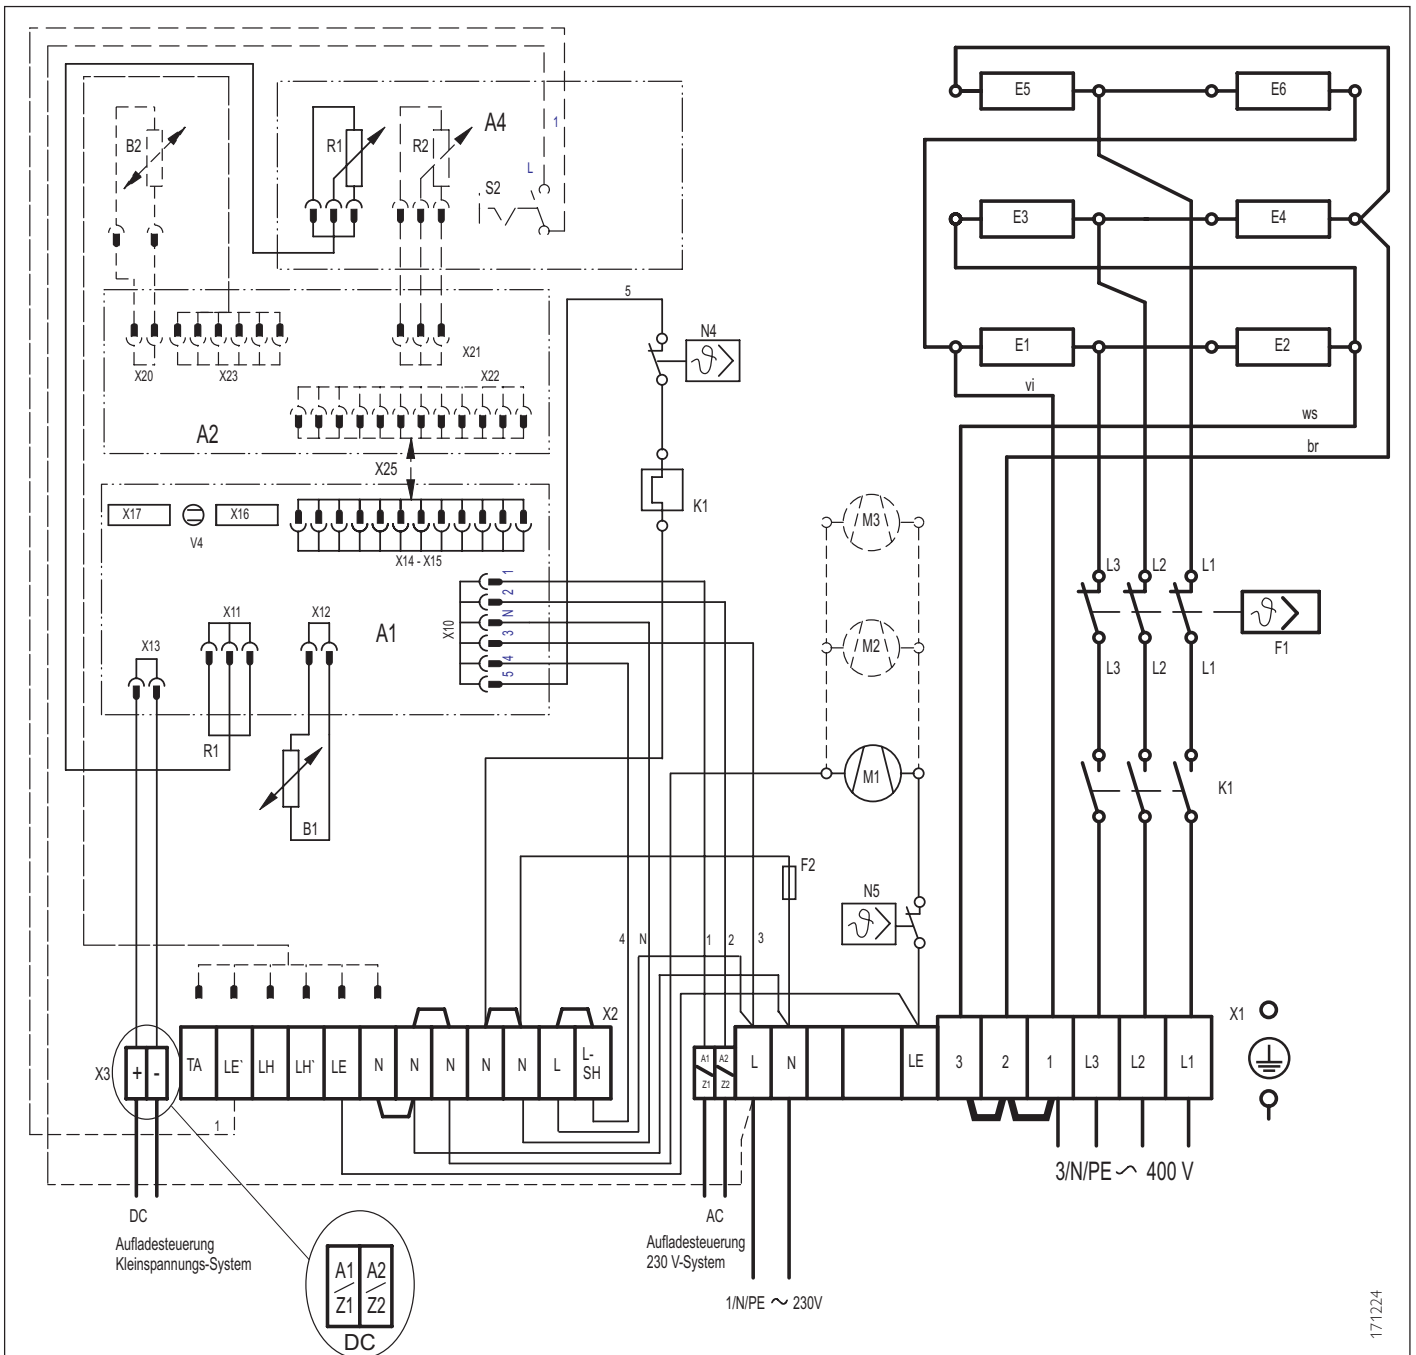 E5
E6
A4
1
B2
R1
R2
L
S2
E3
E4
5
N4
X20
X23
X21
X22
E1
E2
vi
ws
br
A2
X25
K1
X17
V4
X16
M3
X14 - X15
L3
L2
L1
F1
X11
X12
X13
A1
X10
1
2
N
3
4
5
M2
L3
L2
L1
R1
B1
M1
K1
F2
N5
4
N
1
2
3
X2
X1
X3
+
-
TA
LE`
LH
LH`
LE
N
N
N
N
N
L
L-
SH
A1
Z1
A2
Z2
L
N
LE
3
2
1
L3
L2
L1
1
3/N/PE ~ 400 V
DC
Aufladesteuerung
Kleinspannungs-System
AC
Aufladesteuerung
230 V-System
A1
Z1
A2
Z2
DC
1/N/PE ~ 230V
171224